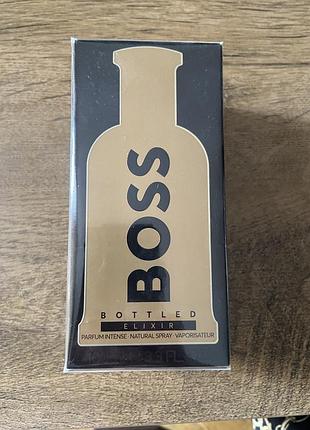 BOSS
BOTTLED
ELIXIR
PARFUM INTENSE · NATURAL SPRAY · VAPORISATEUR